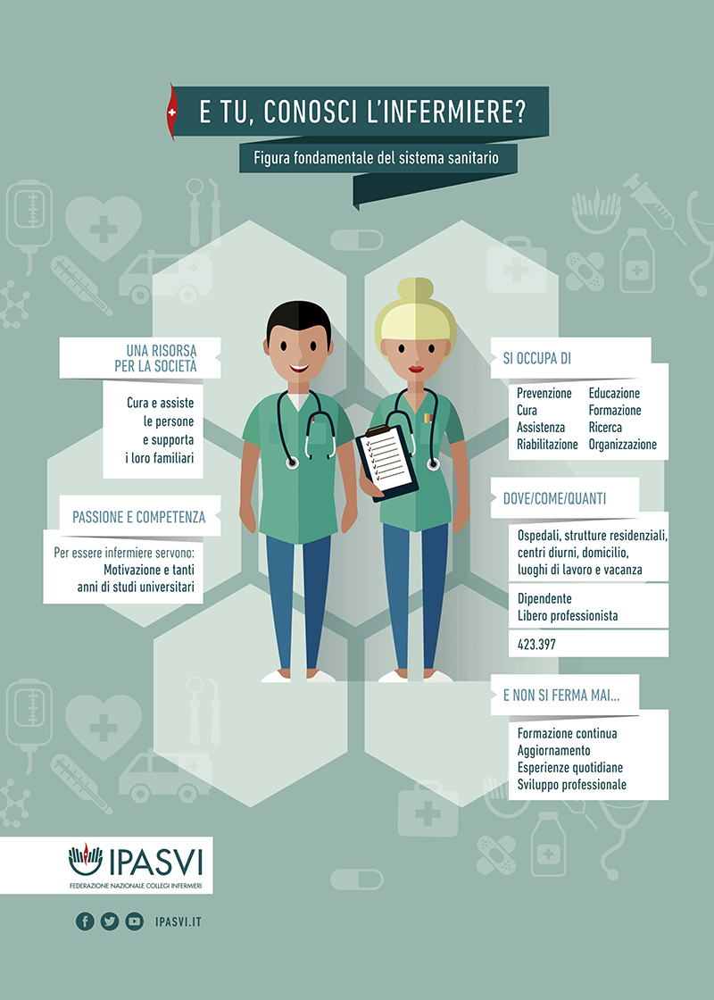 E TU, CONOSCI L'INFERMIERE?
Figura fondamentale del sistema sanitario
UNA RISORSA
PER LA SOCIETÀ
Cura e assiste
le persone
e supporta
i loro familiari
PASSIONE E COMPETENZA
Per essere infermiere servono:
Motivazione e tanti
anni di studi universitari
SI OCCUPA DI
Prevenzione Educazione
Cura Formazione
Assistenza Ricerca
Riabilitazione Organizzazione
DOVE/COME/QUANTI
Ospedali, strutture residenziali,
centri diurni, domicilio,
luoghi di lavoro e vacanza
Dipendente
Libero professionista
423.397
E NON SI FERMA MAI...
Formazione continua
Aggiornamento
Esperienze quotidiane
Sviluppo professionale
IPASVI
FEDERAZIONE NAZIONALE COLLEGI INFERMIERI
IPASVI.IT